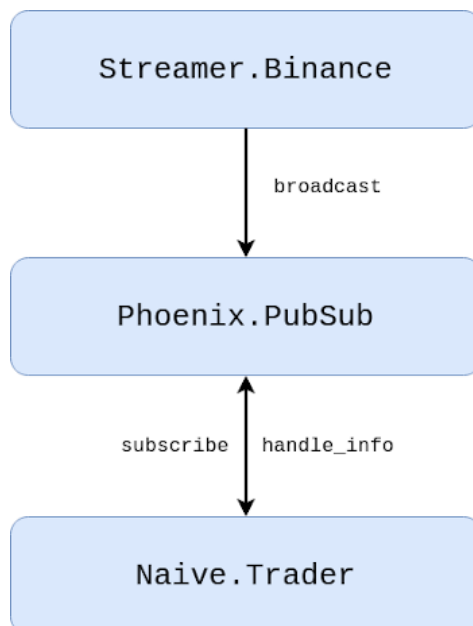 Streamer.Binance
broadcast
Phoenix.PubSub
subscribe handle_info
Naive.Trader